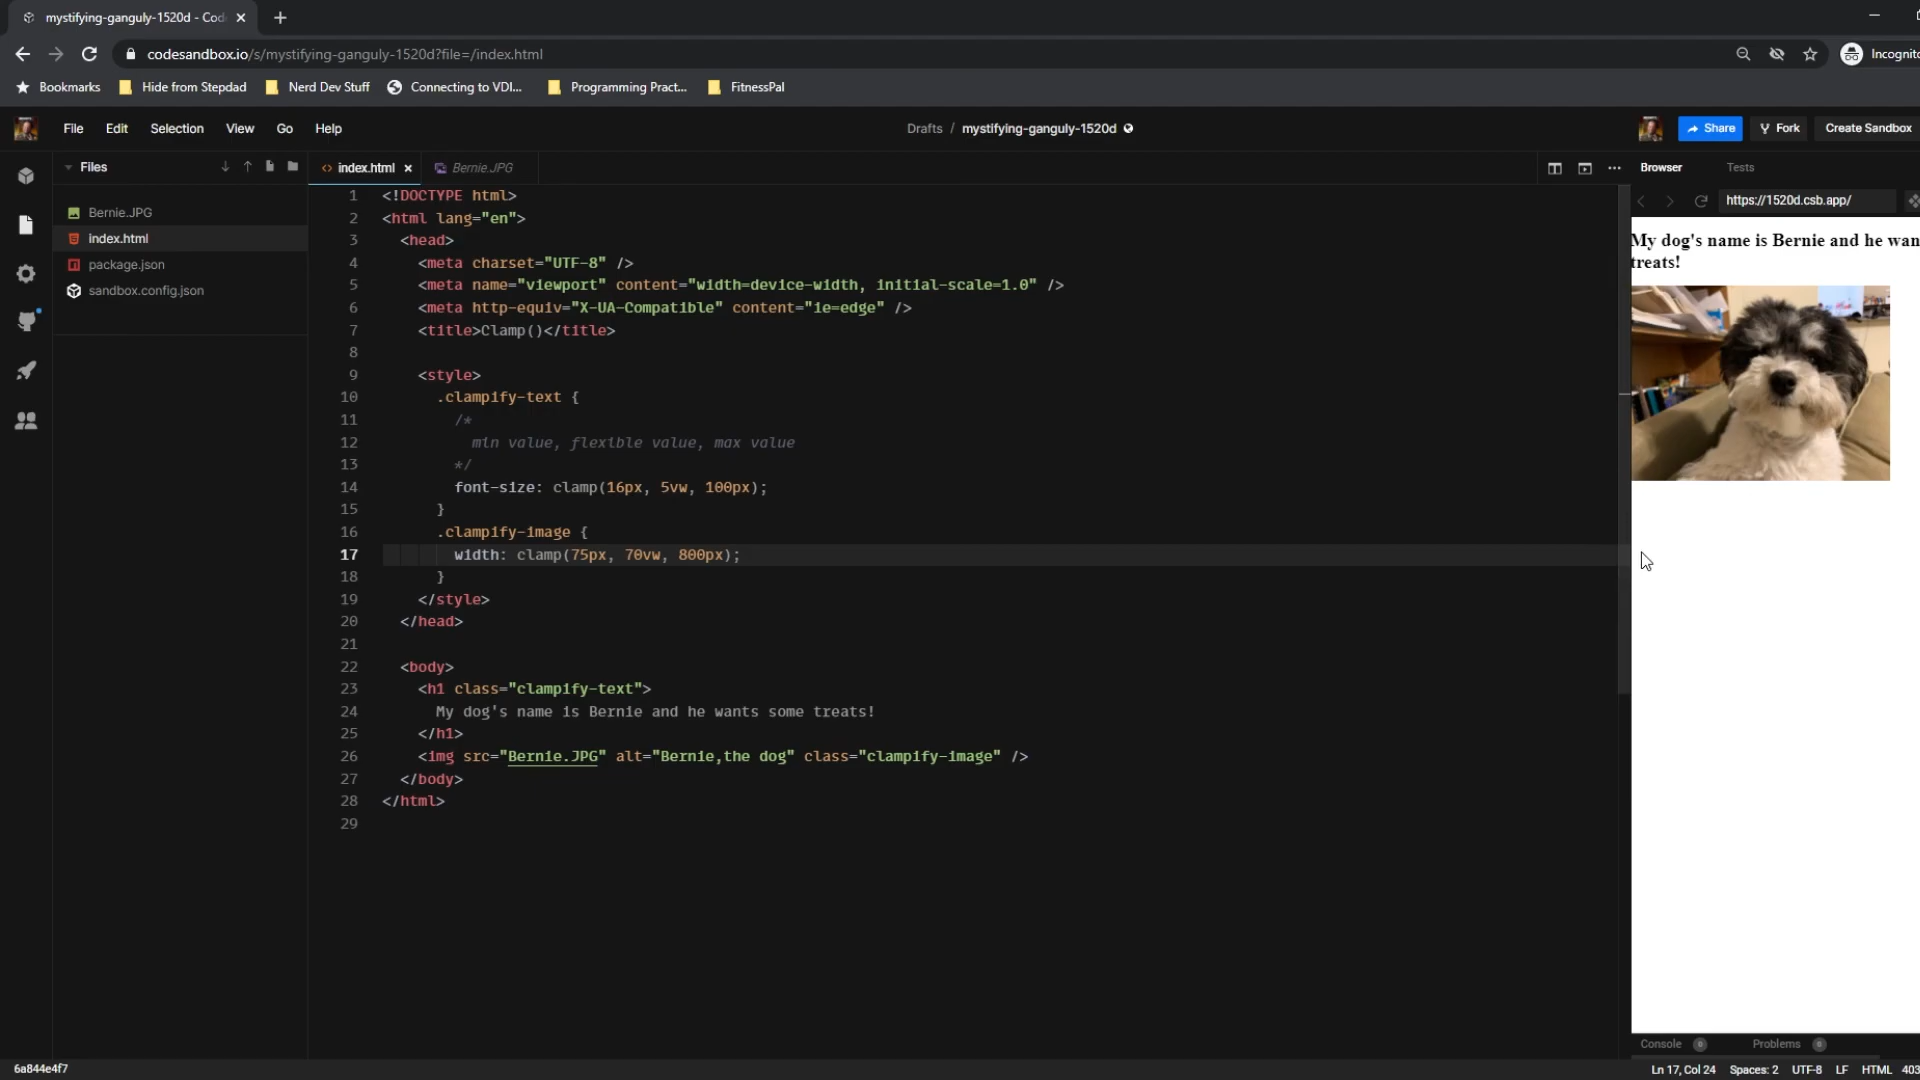 mystifying-ganguly-1520d - Cod
codesandbox.io/s/mystifying-ganguly-1520d?file=/index.html
Incognito
Bookmarks Hide from Stepdad Nerd Dev Stuff Connecting to VDI... Programming Pract... FitnessPal
File Edit Selection View Go Help
Drafts / mystifying-ganguly-1520d
Share Fork Create Sandbox
Files
index.html Bernie.JPG
Browser Tests
https://1520d.csb.app/
Bernie.JPG
index.html
package.json
sandbox.config.json
1 <!DOCTYPE html>
2 <html lang="en">
3 <head>
4 <meta charset="UTF-8" />
5 <meta name="viewport" content="width=device-width, initial-scale=1.0" />
6 <meta http-equiv="X-UA-Compatible" content="ie=edge" />
7 <title>Clamp()</title>
8
9 <style>
10 .clampify-text {
11 /*
12 min value, flexible value, max value
13 */
14 font-size: clamp(16px, 5vw, 100px);
15 }
16 .clampify-image {
17 width: clamp(75px, 70vw, 800px);
18 }
19 </style>
20 </head>
21
22 <body>
23 <h1 class="clampify-text">
24 My dog's name is Bernie and he wants some treats!
25 </h1>
26 <img src="Bernie.JPG" alt="Bernie,the dog" class="clampify-image" />
27 </body>
28 </html>
29
My dog's name is Bernie and he wan
treats!
Console 0 Problems 0
6a844e4f7
Ln 17, Col 24 Spaces: 2 UTF-8 LF HTML 403